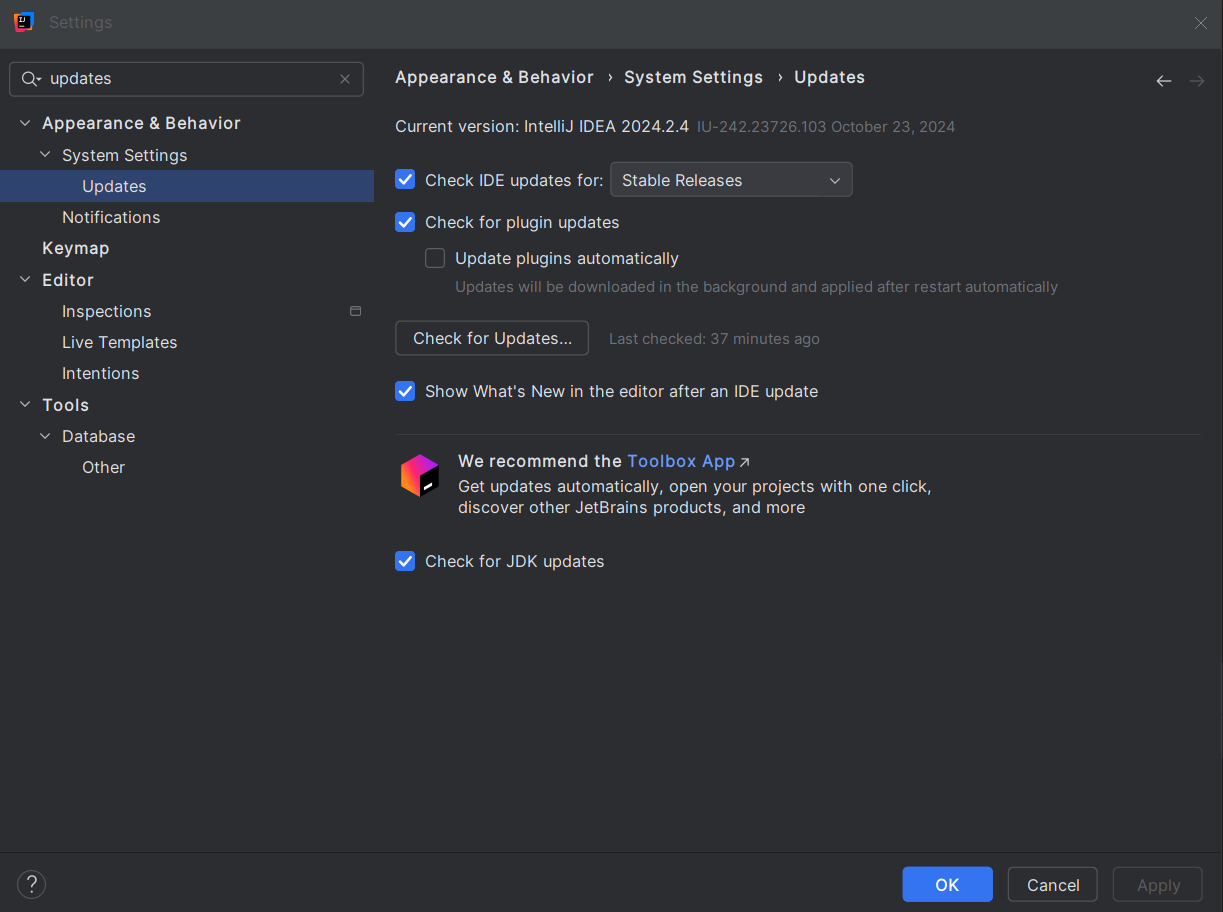 Settings
updates
Appearance & Behavior
System Settings
Updates
Notifications
Keymap
Editor
Inspections
Live Templates
Intentions
Tools
Database
Other
Appearance & Behavior › System Settings › Updates
Current version: IntelliJ IDEA 2024.2.4 IU-242.23726.103 October 23, 2024
Check IDE updates for: Stable Releases
Check for plugin updates
Update plugins automatically
Updates will be downloaded in the background and applied after restart automatically
Check for Updates... Last checked: 37 minutes ago
Show What's New in the editor after an IDE update
We recommend the Toolbox App↗
Get updates automatically, open your projects with one click,
discover other JetBrains products, and more
Check for JDK updates
? OK Cancel Apply